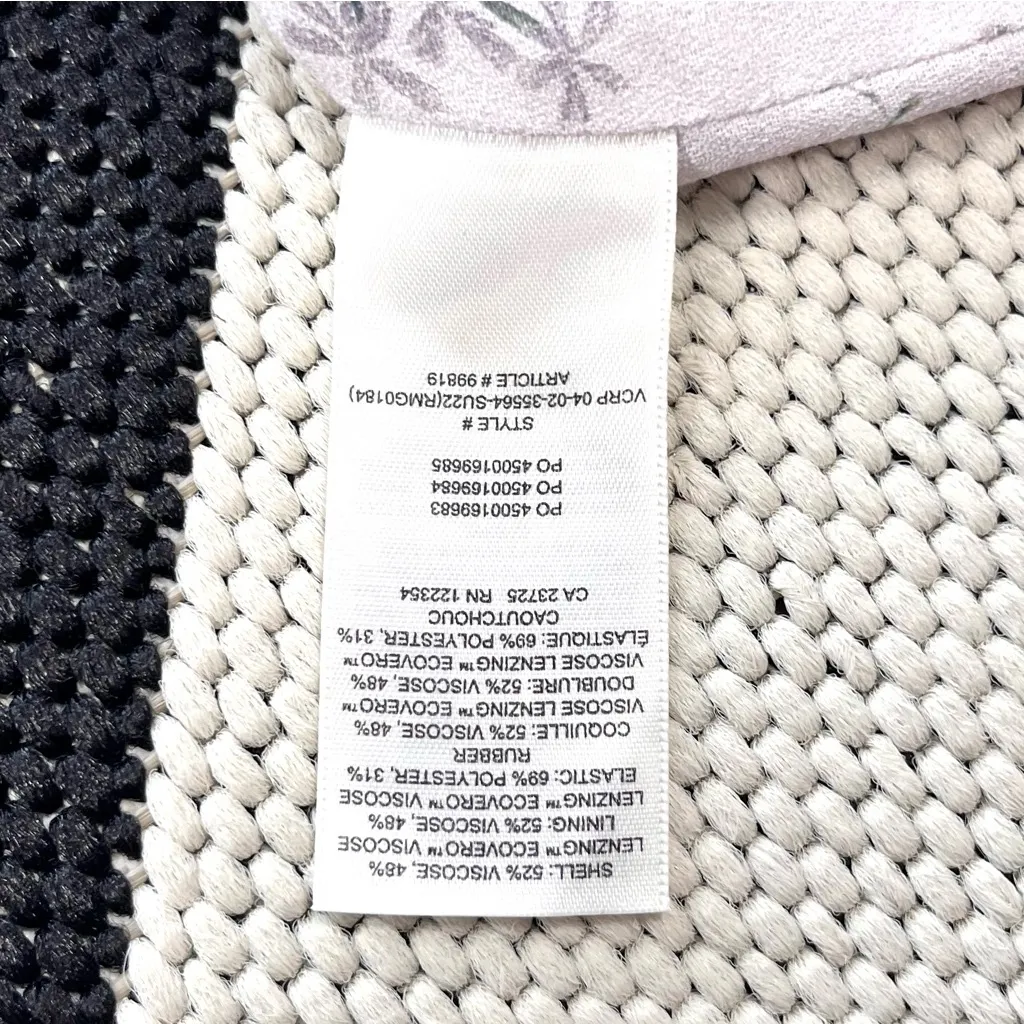 SHELL: 52% VISCOSE, 48%
LENZING™ ECOVERO™ VISCOSE
LINING: 52% VISCOSE, 48%
LENZING™ ECOVERO™ VISCOSE
ELASTIC: 69% POLYESTER, 31%
RUBBER
COQUILLE: 52% VISCOSE, 48%
VISCOSE LENZING™ ECOVERO™
DOUBLURE: 52% VISCOSE, 48%
VISCOSE LENZING™ ECOVERO™
ÉLASTIQUE: 69% POLYESTER, 31%
CAOUTCHOUC
CA 23725 RN 122354
PO 4500169683
PO 4500169684
PO 4500169685
STYLE #
VCRP 04-02-35564-SU22(RMG0184)
ARTICLE # 99819